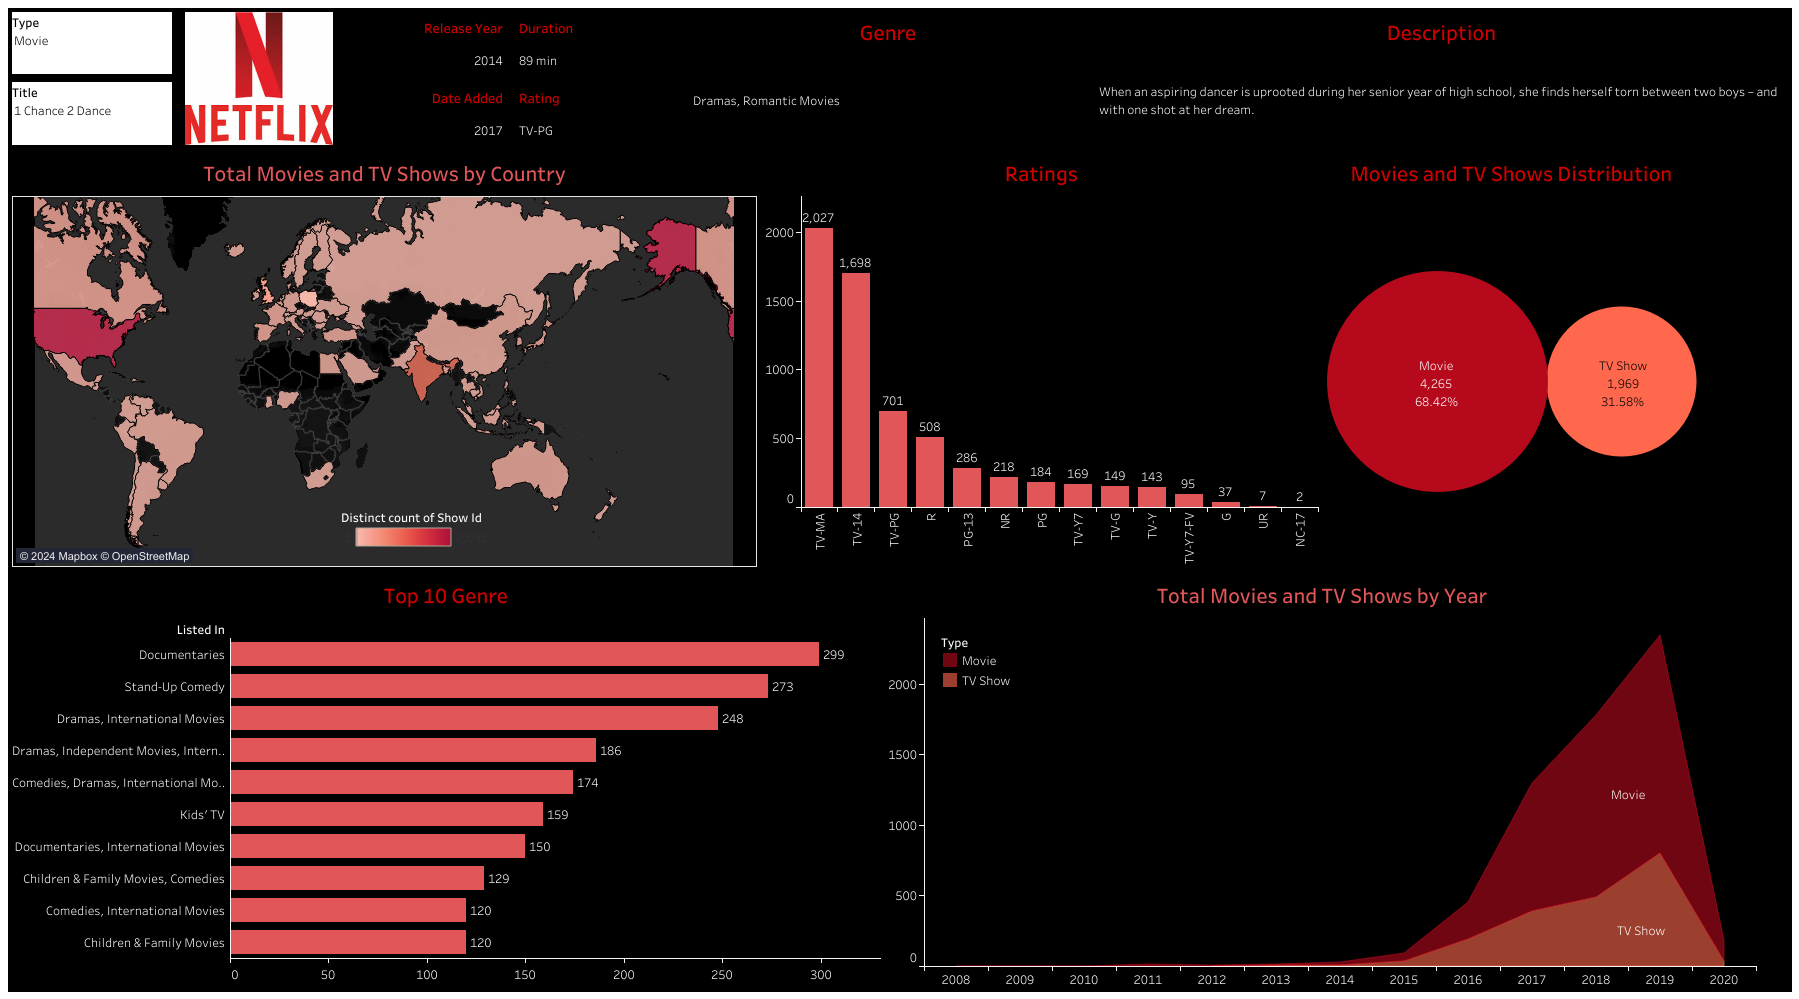 Type
Movie
Title
1 Chance 2 Dance
NETFLIX
Release Year Duration
2014 89 min
Date Added Rating
2017 TV-PG
Genre
Dramas, Romantic Movies
Description
When an aspiring dancer is uprooted during her senior year of high school, she finds herself torn between two boys – and
with one shot at her dream.
Total Movies and TV Shows by Country
Distinct count of Show Id
© 2024 Mapbox © OpenStreetMap
Ratings
2000
1500
1000
500
0
2,027
1,698
701
508
286
218
184
169
149
143
95
37
7
2
TV-MA
TV-14
TV-PG
R
PG-13
NR
PG
TV-Y7
TV-G
TV-Y
TV-Y7-FV
G
UR
NC-17
Movies and TV Shows Distribution
Movie
4,265
68.42%
TV Show
1,969
31.58%
Top 10 Genre
Listed In
Documentaries 299
Stand-Up Comedy 273
Dramas, International Movies 248
Dramas, Independent Movies, Intern.. 186
Comedies, Dramas, International Mo.. 174
Kids' TV 159
Documentaries, International Movies 150
Children & Family Movies, Comedies 129
Comedies, International Movies 120
Children & Family Movies 120
0 50 100 150 200 250 300
Total Movies and TV Shows by Year
Type
Movie
TV Show
2000
1500
1000
500
0
Movie
TV Show
2008 2009 2010 2011 2012 2013 2014 2015 2016 2017 2018 2019 2020